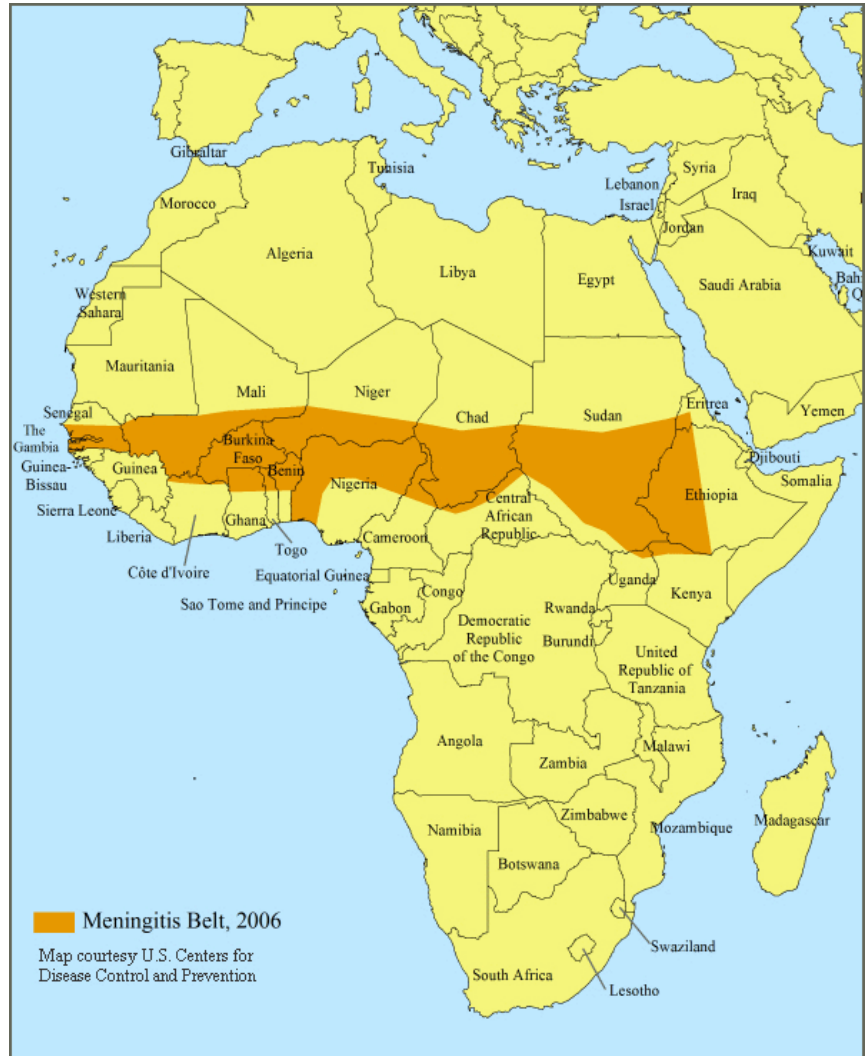 Gibraltar
Tunisia
Syria
Lebanon
Israel
Iraq
Jordan
Morocco
Algeria
Libya
Egypt
Kuwait
Bah
Q
Saudi Arabia
Western
Sahara
Mauritania
Mali
Niger
Chad
Sudan
Eritrea
Yemen
Senegal
The
Gambia
Guinea-
Bissau
Guinea
Burkina
Faso
Benin
Nigeria
Djibouti
Somalia
Ethiopia
Sierra Leone
Liberia
Ghana
Togo
Côte d'Ivoire
Cameroon
Central
African
Republic
Equatorial Guinea
Sao Tome and Principe
Gabon
Congo
Uganda
Kenya
Rwanda
Burundi
Democratic
Republic
of the Congo
United
Republic of
Tanzania
Angola
Zambia
Malawi
Zimbabwe
Mozambique
Madagascar
Namibia
Botswana
Swaziland
South Africa
Lesotho
Meningitis Belt, 2006
Map courtesy U.S. Centers for
Disease Control and Prevention